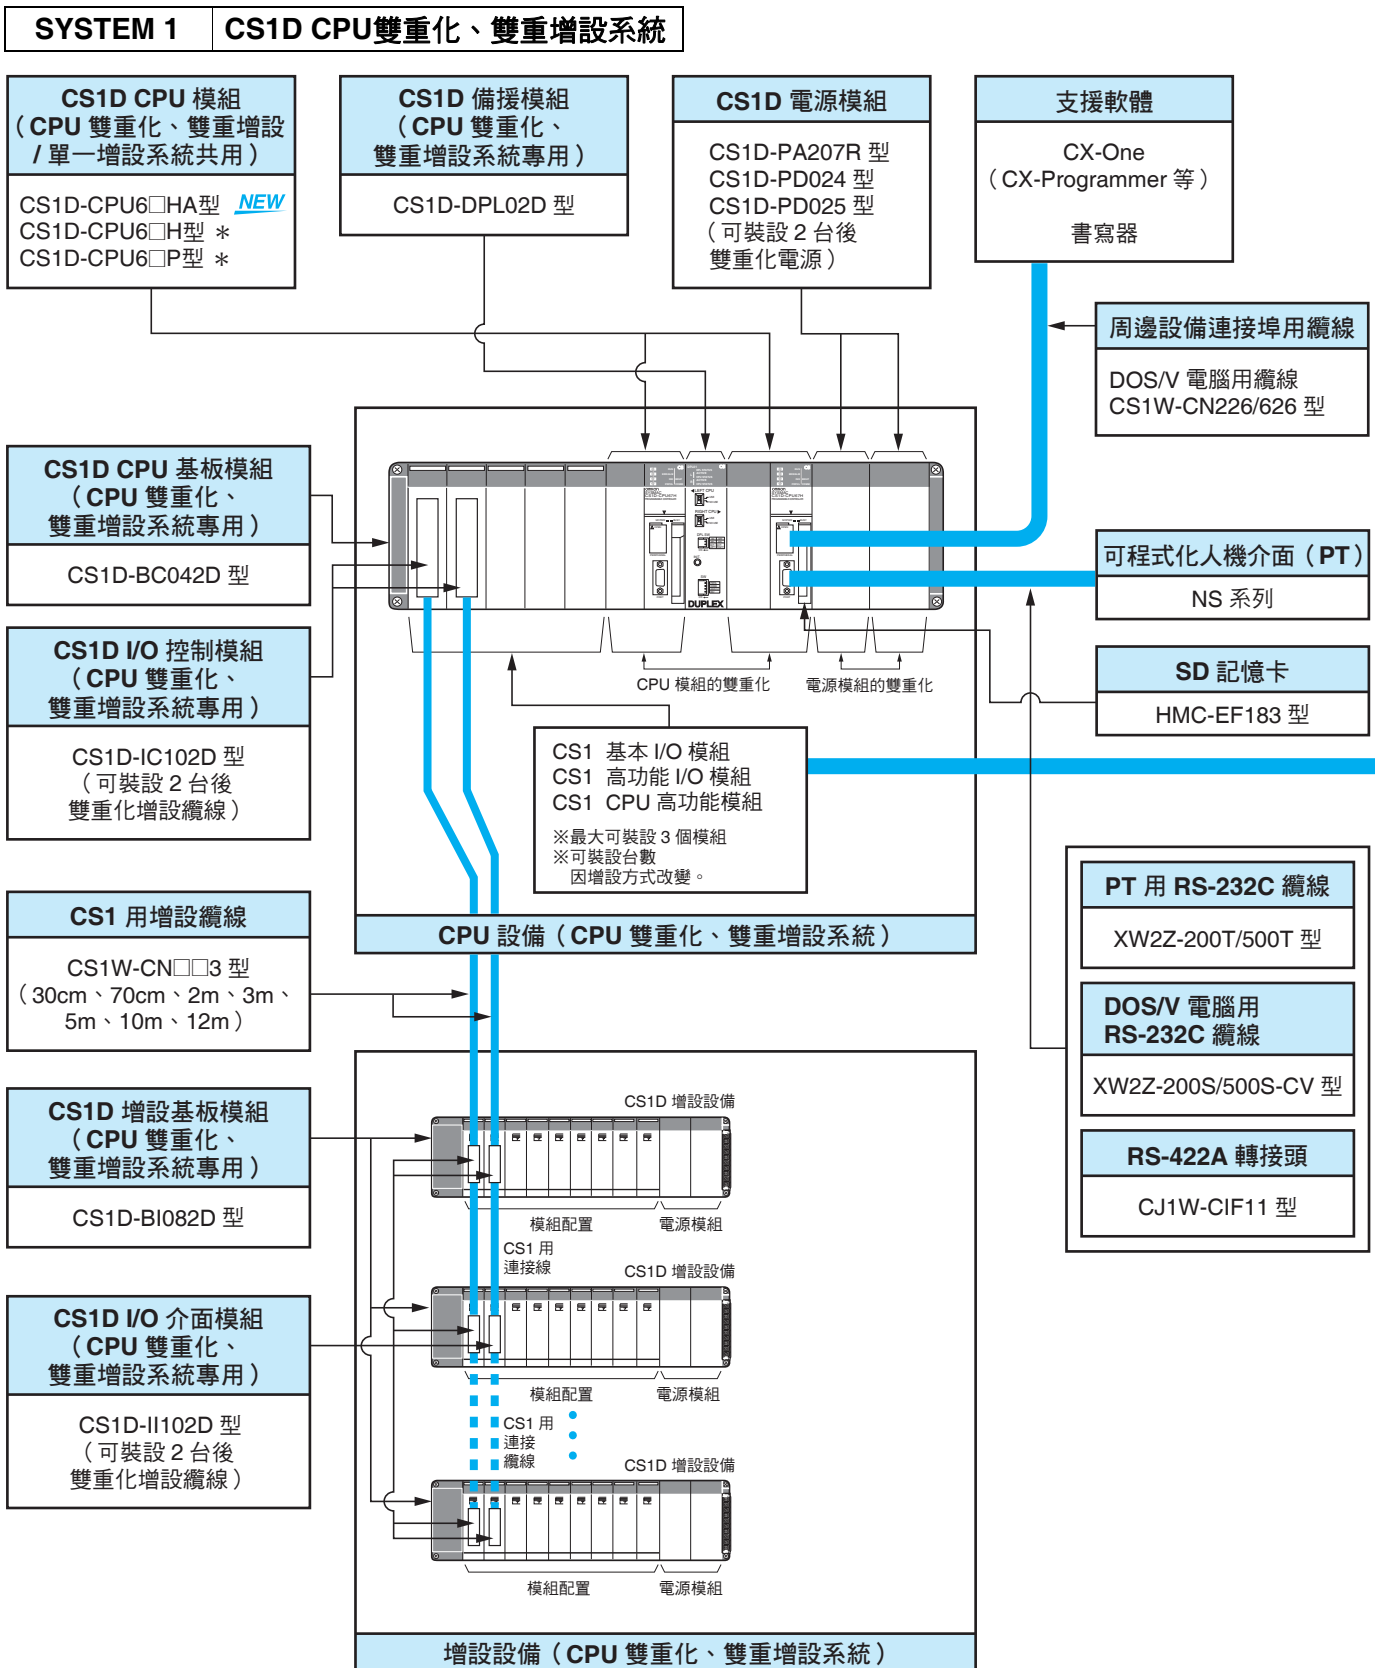 SYSTEM 1 CS1D CPU雙重化、雙重增設系統
CS1D CPU 模組
（CPU 雙重化、雙重增設
/ 單一增設系統共用）
CS1D-CPU6□HA型 NEW
CS1D-CPU6□H型 ＊
CS1D-CPU6□P型 ＊
CS1D 備援模組
（CPU 雙重化、
雙重增設系統專用）
CS1D-DPL02D 型
CS1D 電源模組
CS1D-PA207R 型
CS1D-PD024 型
CS1D-PD025 型
（可裝設 2 台後
雙重化電源）
支援軟體
CX-One
（CX-Programmer 等）
書寫器
周邊設備連接埠用纜線
DOS/V 電腦用纜線
CS1W-CN226/626 型
CS1D CPU 基板模組
（CPU 雙重化、
雙重增設系統專用）
CS1D-BC042D 型
LEFT CPU
RIGHT CPU
DUPLEX
可程式化人機介面（PT）
NS 系列
CS1D I/O 控制模組
（CPU 雙重化、
雙重增設系統專用）
CS1D-IC102D 型
（可裝設 2 台後
雙重化增設纜線）
CPU 模組的雙重化
電源模組的雙重化
SD 記憶卡
HMC-EF183 型
CS1 基本 I/O 模組
CS1 高功能 I/O 模組
CS1 CPU 高功能模組
※最大可裝設 3 個模組
※可裝設台數
因增設方式改變。
CPU 設備（CPU 雙重化、雙重增設系統）
CS1 用增設纜線
CS1W-CN□□3 型
（30cm、70cm、2m、3m、
5m、10m、12m）
PT 用 RS-232C 纜線
XW2Z-200T/500T 型
DOS/V 電腦用
RS-232C 纜線
XW2Z-200S/500S-CV 型
RS-422A 轉接頭
CJ1W-CIF11 型
CS1D 增設基板模組
（CPU 雙重化、
雙重增設系統專用）
CS1D-BI082D 型
CS1D 增設設備
模組配置
電源模組
CS1 用
連接線
CS1D 增設設備
CS1D I/O 介面模組
（CPU 雙重化、
雙重增設系統專用）
CS1D-II102D 型
（可裝設 2 台後
雙重化增設纜線）
模組配置
電源模組
CS1 用
連接
纜線
CS1D 增設設備
模組配置
電源模組
增設設備（CPU 雙重化、雙重增設系統）